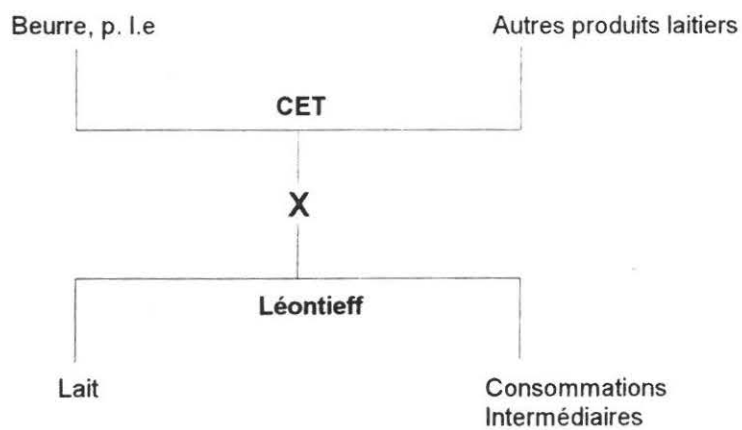 Beurre, p. l.e
Autres produits laitiers
CET
X
Léontieff
Lait
Consommations
Intermédiaires